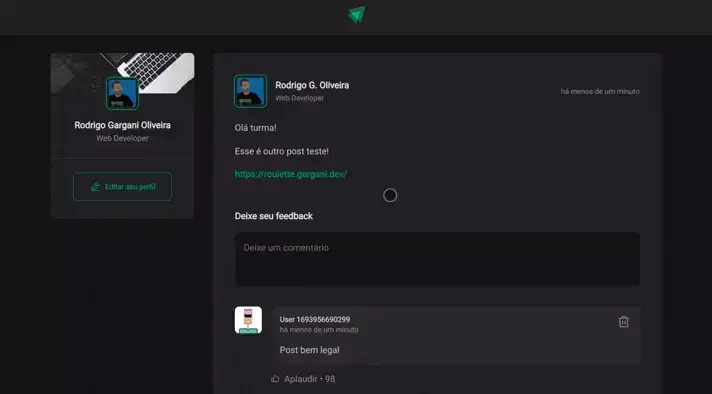 Rodrigo Gargani Oliveira
Web Developer
Editar seu perfil
Rodrigo G. Oliveira
Web Developer
há menos de um minuto
Olá turma!
Esse é outro post teste!
https://roulette.gargani.dev/
Deixe seu feedback
Deixe um comentário
User 1693956690299
há menos de um minuto
Post bem legal
Aplaudir • 98